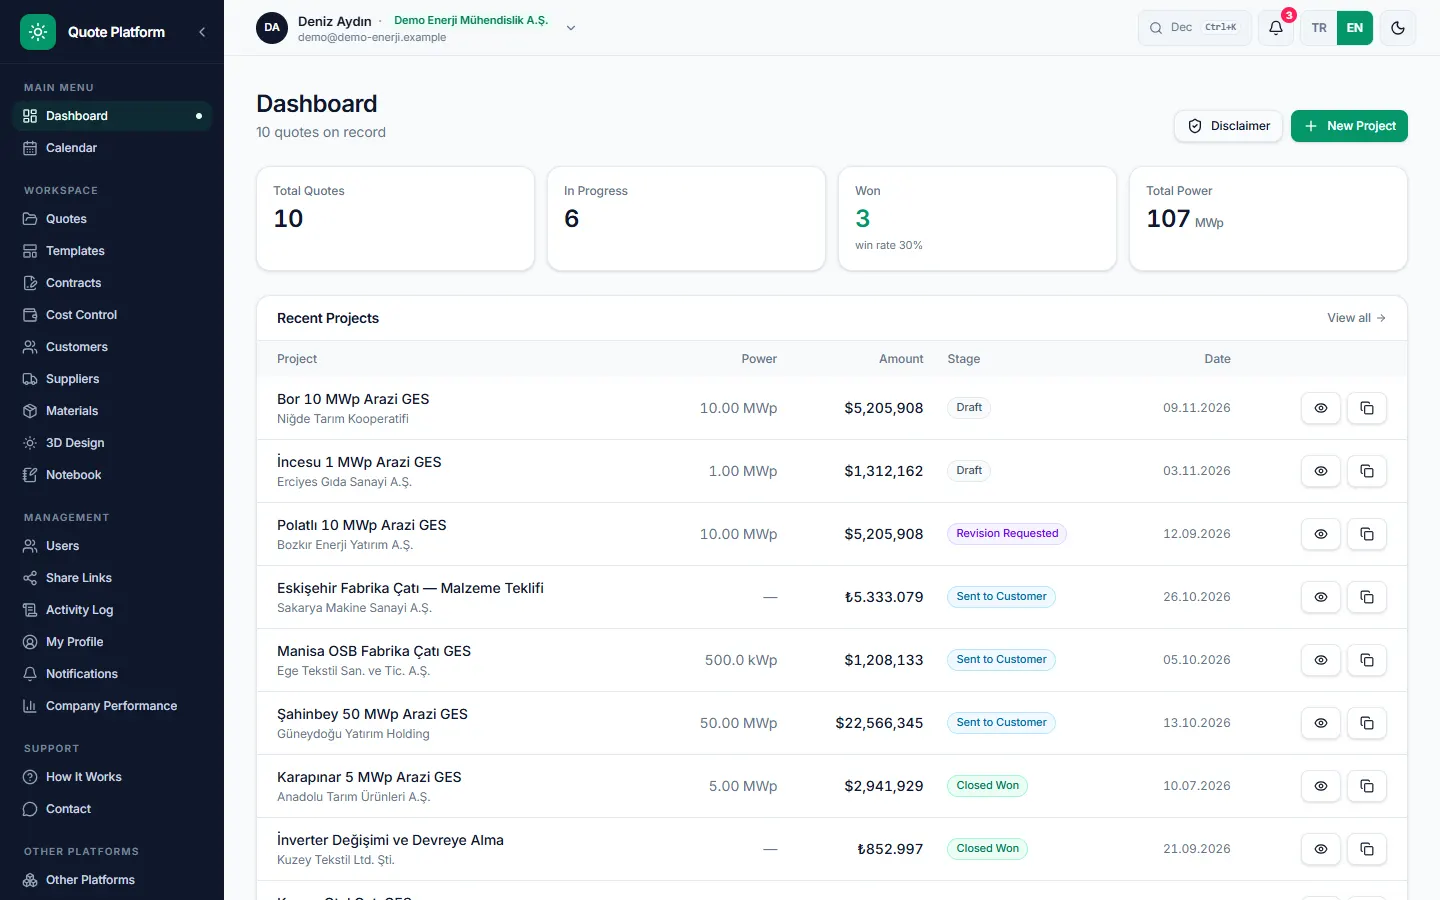 Quote Platform
MAIN MENU
Dashboard
Calendar
WORKSPACE
Quotes
Templates
Contracts
Cost Control
Customers
Suppliers
Materials
3D Design
Notebook
MANAGEMENT
Users
Share Links
Activity Log
My Profile
Notifications
Company Performance
SUPPORT
How It Works
Contact
OTHER PLATFORMS
Other Platforms
DA
Deniz Aydın · Demo Enerji Mühendislik A.Ş.
demo@demo-enerji.example
Dec Ctrl+K
3
TR EN
Dashboard
10 quotes on record
Disclaimer
New Project
Total Quotes
10
In Progress
6
Won
3
win rate 30%
Total Power
107 MWp
Recent Projects
View all →
Project Power Amount Stage Date
Bor 10 MWp Arazi GES
Niğde Tarım Kooperatifi
10.00 MWp $5,205,908 Draft 09.11.2026
İncesu 1 MWp Arazi GES
Erciyes Gıda Sanayi A.Ş.
1.00 MWp $1,312,162 Draft 03.11.2026
Polatlı 10 MWp Arazi GES
Bozkır Enerji Yatırım A.Ş.
10.00 MWp $5,205,908 Revision Requested 12.09.2026
Eskişehir Fabrika Çatı — Malzeme Teklifi
Sakarya Makine Sanayi A.Ş.
— ₺5.333.079 Sent to Customer 26.10.2026
Manisa OSB Fabrika Çatı GES
Ege Tekstil San. ve Tic. A.Ş.
500.0 kWp $1,208,133 Sent to Customer 05.10.2026
Şahinbey 50 MWp Arazi GES
Güneydoğu Yatırım Holding
50.00 MWp $22,566,345 Sent to Customer 13.10.2026
Karapınar 5 MWp Arazi GES
Anadolu Tarım Ürünleri A.Ş.
5.00 MWp $2,941,929 Closed Won 10.07.2026
İnverter Değişimi ve Devreye Alma
Kuzey Tekstil Ltd. Şti.
— ₺852.997 Closed Won 21.09.2026